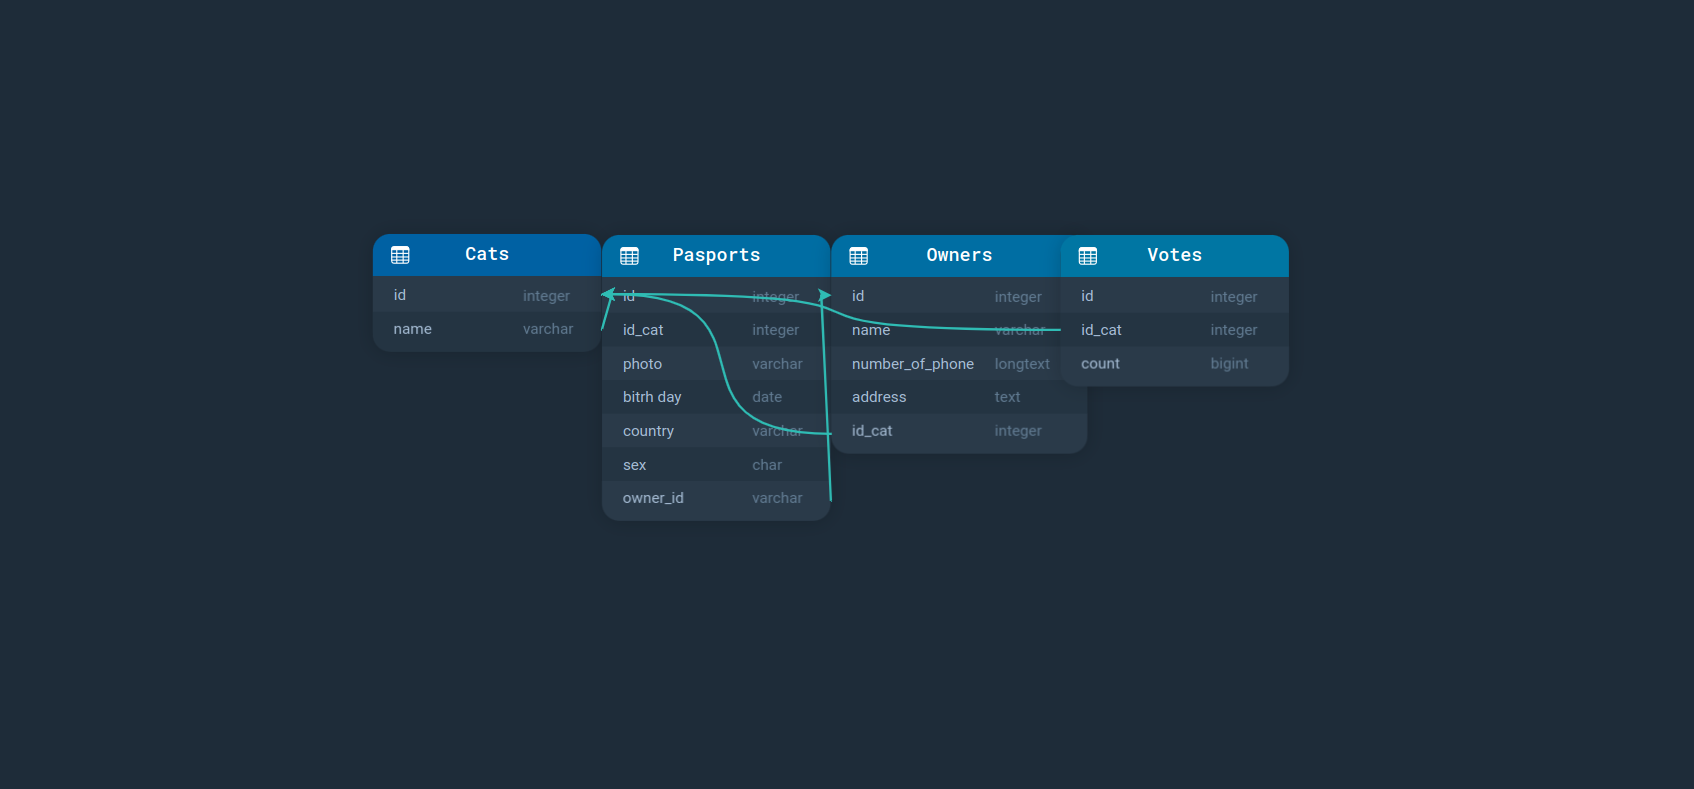 Cats
id integer
name varchar
Pasports
id integer
id_cat integer
photo varchar
bitrh day date
country varchar
sex char
owner_id varchar
Owners
id integer
name varchar
number_of_phone longtext
address text
id_cat integer
Votes
id integer
id_cat integer
count bigint